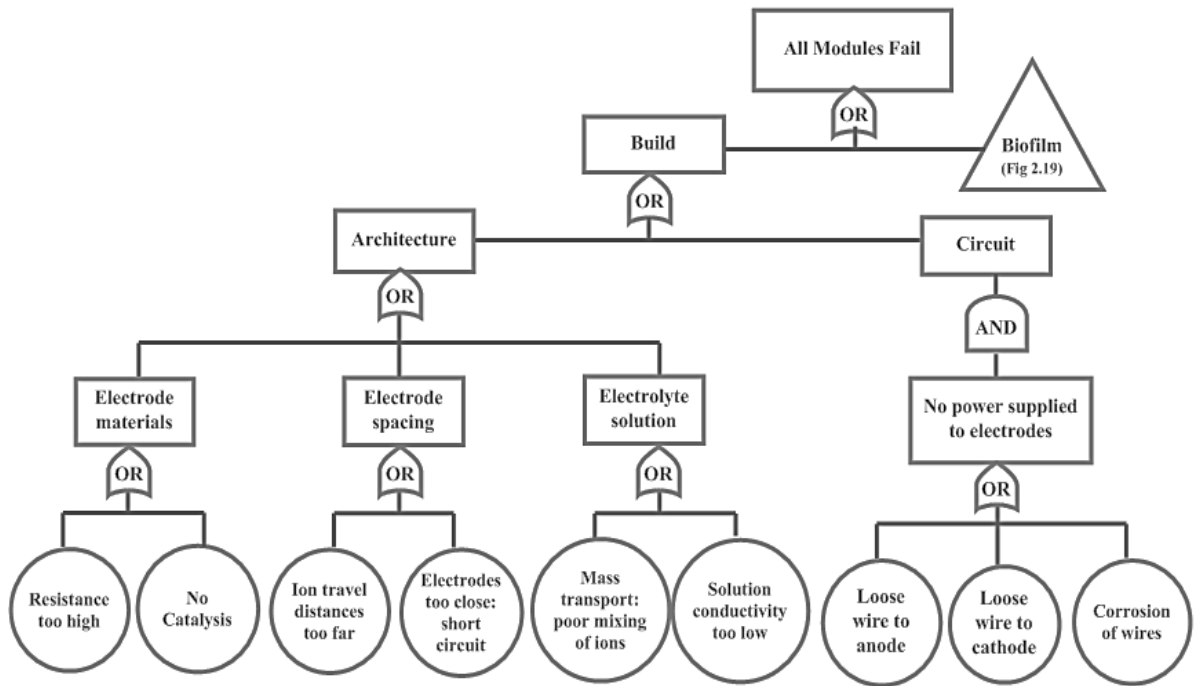 All Modules Fail
OR
Build
Biofilm
(Fig 2.19)
OR
Architecture
Circuit
OR
AND
Electrode
materials
Electrode
spacing
Electrolyte
solution
No power supplied
to electrodes
OR
OR
OR
OR
Resistance
too high
No
Catalysis
Ion travel
distances
too far
Electrodes
too close:
short
circuit
Mass
transport:
poor mixing
of ions
Solution
conductivity
too low
Loose
wire to
anode
Loose
wire to
cathode
Corrosion
of wires